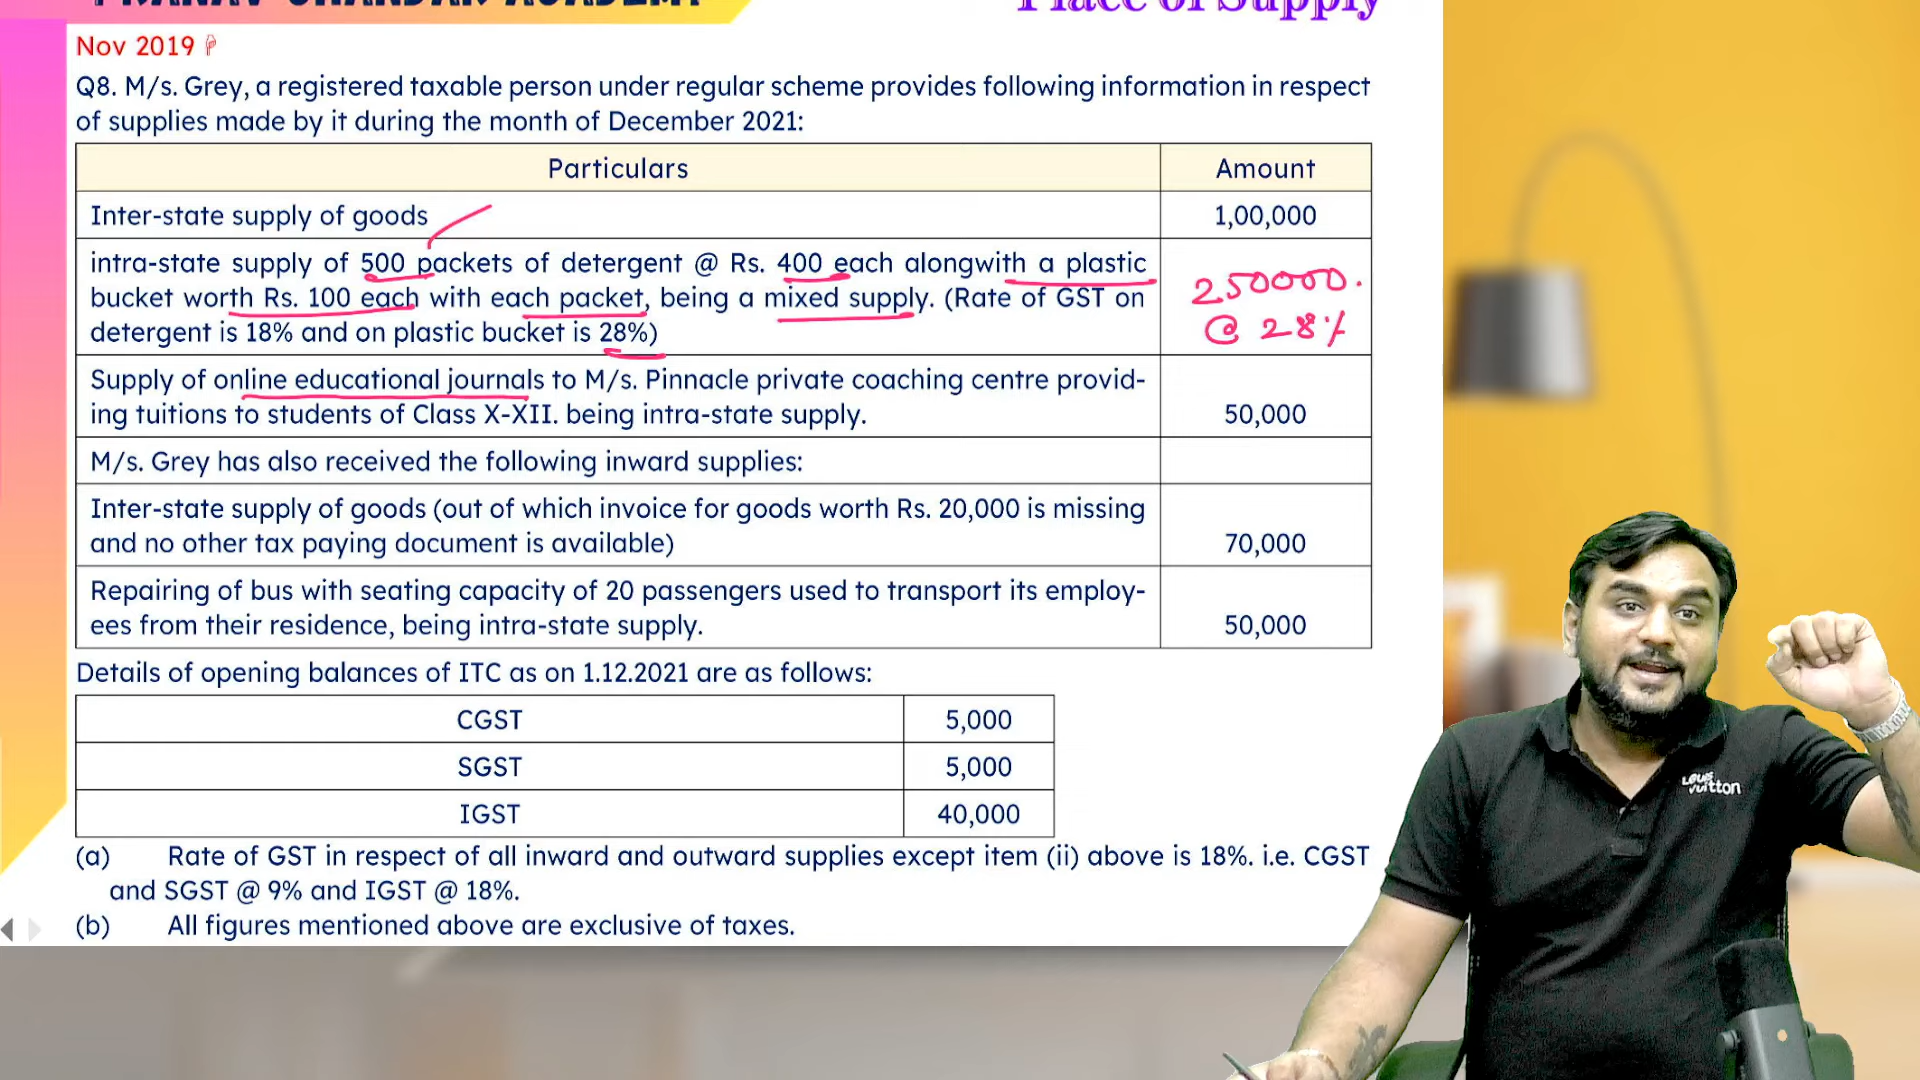 PRANAV CHANDAK ACADEMY
Place of Supply
Nov 2019
Q8. M/s. Grey, a registered taxable person under regular scheme provides following information in respect
of supplies made by it during the month of December 2021:
Particulars Amount
Inter-state supply of goods 1,00,000
intra-state supply of 500 packets of detergent @ Rs. 400 each alongwith a plastic
bucket worth Rs. 100 each with each packet, being a mixed supply. (Rate of GST on
detergent is 18% and on plastic bucket is 28%)
250000.
@ 28%
Supply of online educational journals to M/s. Pinnacle private coaching centre provid-
ing tuitions to students of Class X-XII. being intra-state supply. 50,000
M/s. Grey has also received the following inward supplies:
Inter-state supply of goods (out of which invoice for goods worth Rs. 20,000 is missing
and no other tax paying document is available) 70,000
Repairing of bus with seating capacity of 20 passengers used to transport its employ-
ees from their residence, being intra-state supply. 50,000
Details of opening balances of ITC as on 1.12.2021 are as follows:
CGST 5,000
SGST 5,000
IGST 40,000
(a) Rate of GST in respect of all inward and outward supplies except item (ii) above is 18%. i.e. CGST
and SGST @ 9% and IGST @ 18%.
(b) All figures mentioned above are exclusive of taxes.
Louis
Vuitton